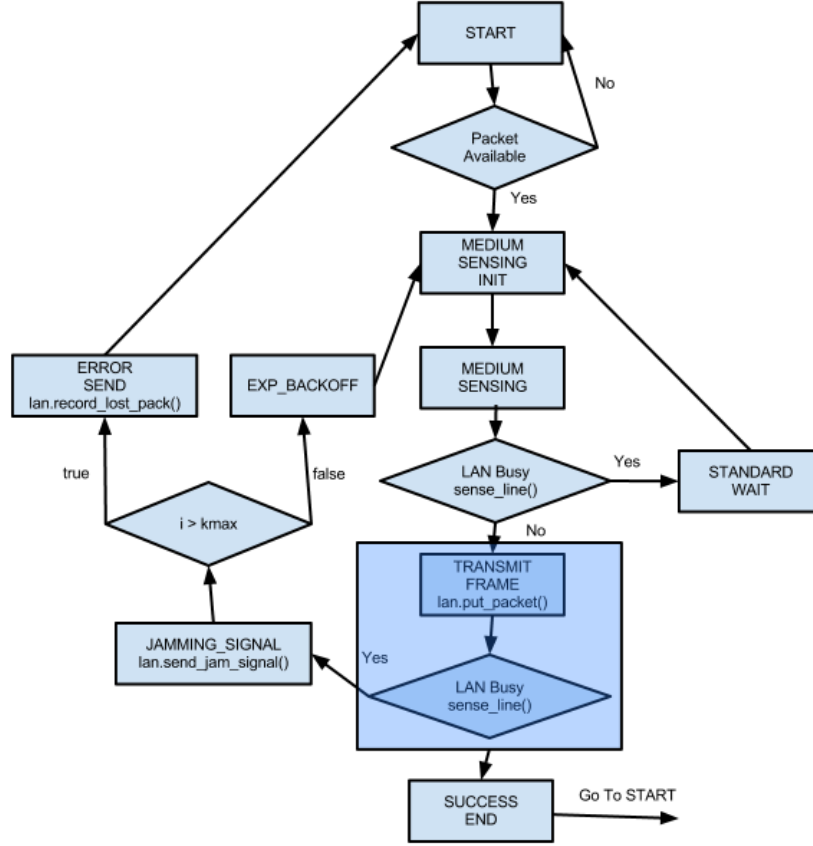 START
No
Packet
Available
Yes
MEDIUM
SENSING
INIT
ERROR
SEND
lan.record_lost_pack()
EXP_BACKOFF
MEDIUM
SENSING
true
false
LAN Busy
sense_line()
Yes
STANDARD
WAIT
i > kmax
No
TRANSMIT
FRAME
lan.put_packet()
JAMMING_SIGNAL
lan.send_jam_signal()
Yes
LAN Busy
sense_line()
SUCCESS
END
Go To START